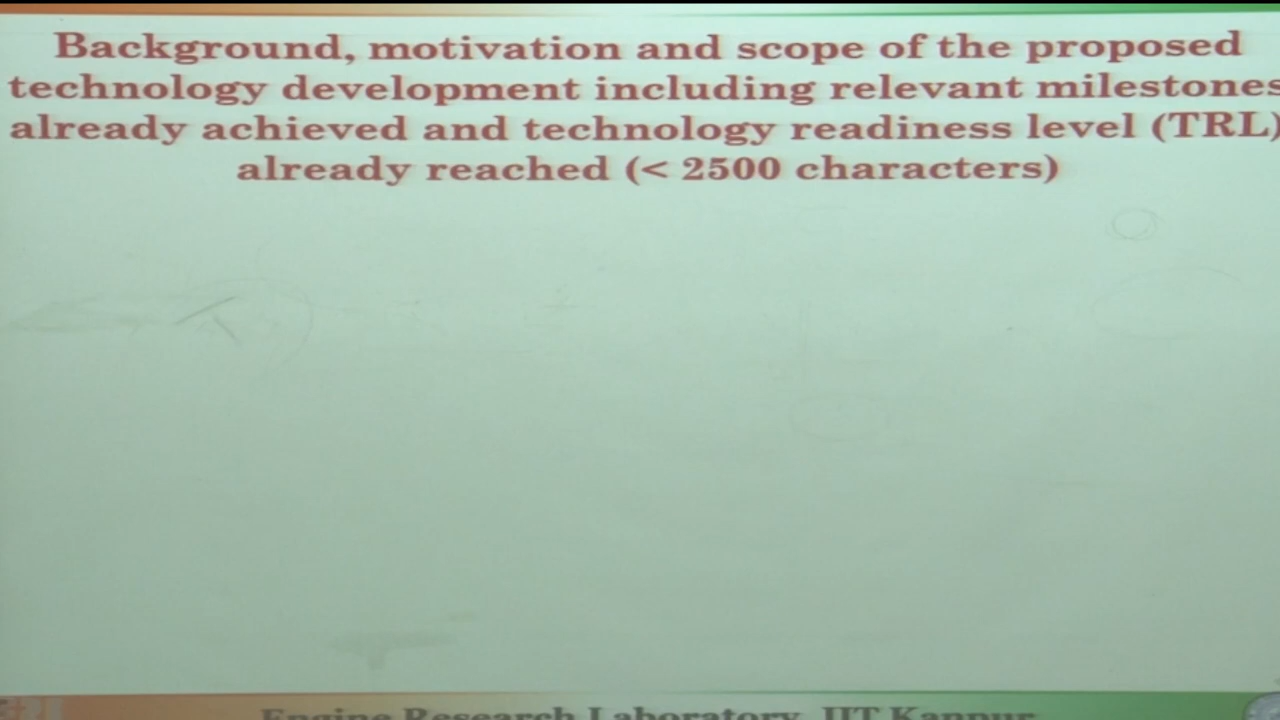 Background, motivation and scope of the proposed
technology development including relevant milestones
already achieved and technology readiness level (TRL)
already reached (< 2500 characters)
Engine Research Laboratory, IIT Kanpur